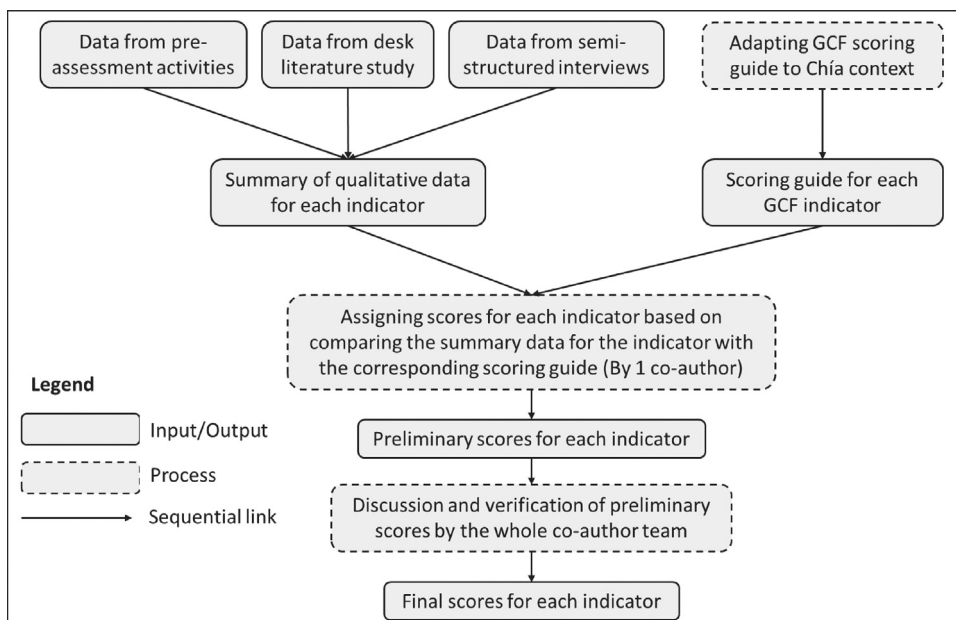 Data from pre-
assessment activities
Data from desk
literature study
Data from semi-
structured interviews
Adapting GCF scoring
guide to Chía context
Summary of qualitative data
for each indicator
Scoring guide for each
GCF indicator
Assigning scores for each indicator based on
comparing the summary data for the indicator with
the corresponding scoring guide (By 1 co-author)
Legend
Input/Output
Process
Sequential link
Preliminary scores for each indicator
Discussion and verification of preliminary
scores by the whole co-author team
Final scores for each indicator